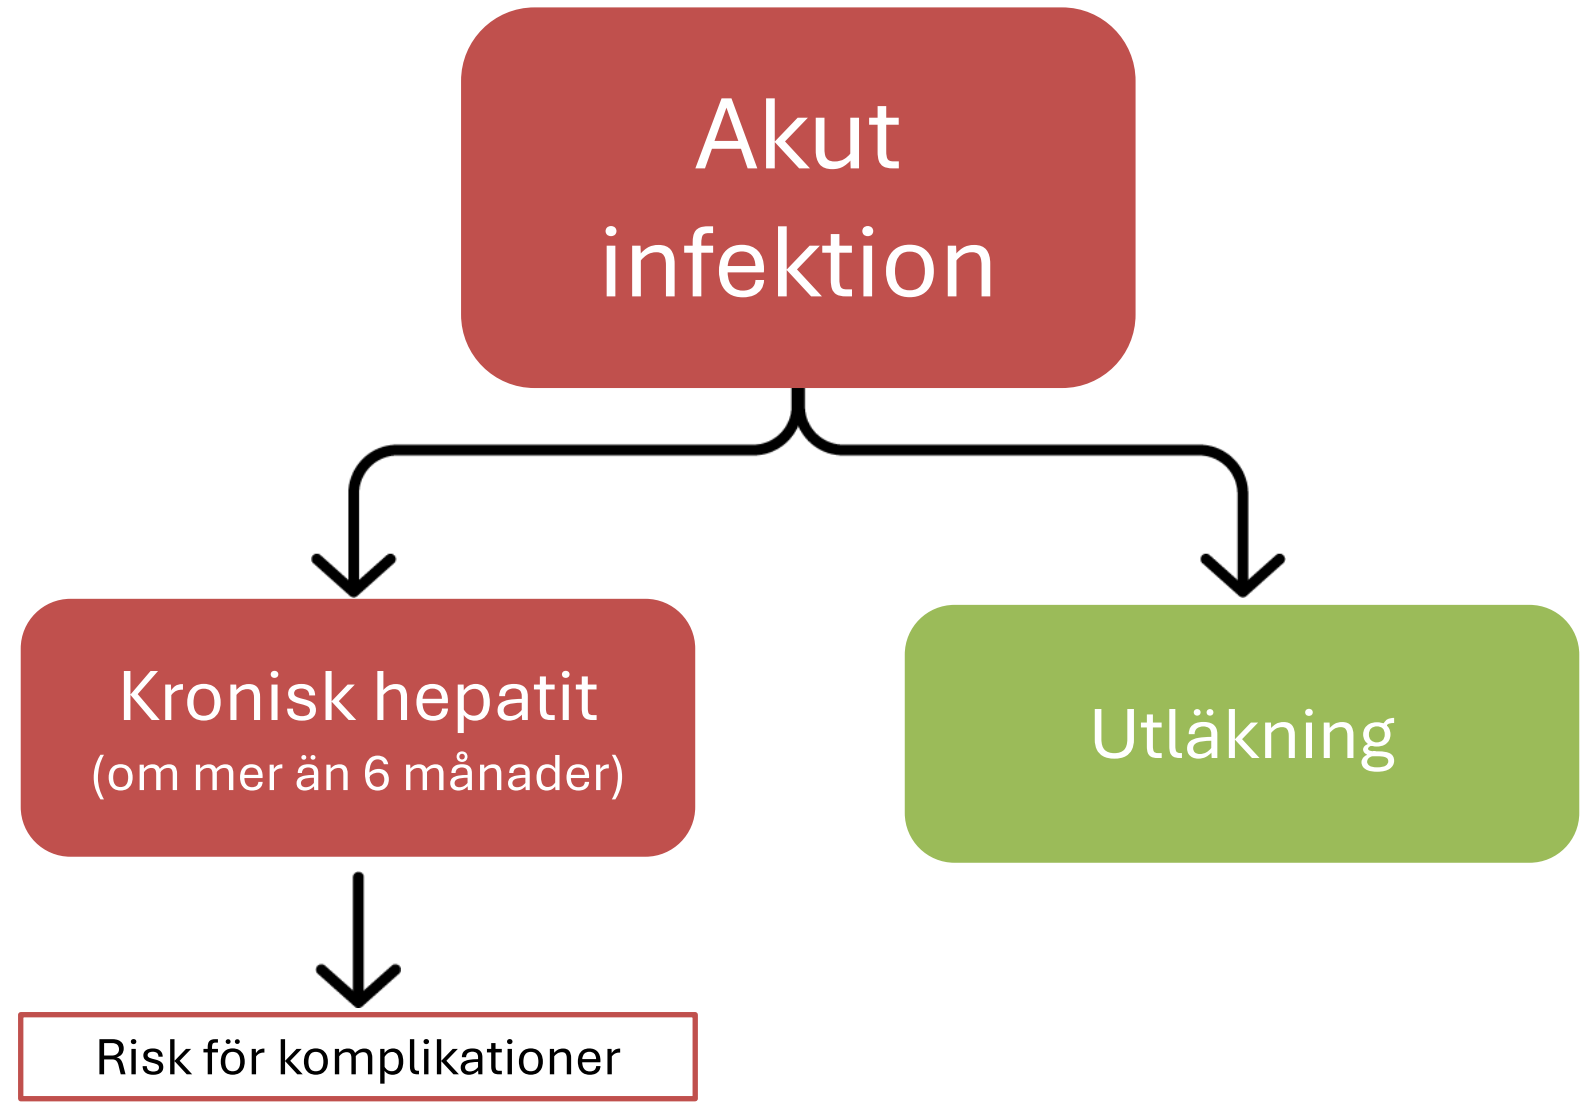 Akut
infektion
Kronisk hepatit
(om mer än 6 månader)
Utläkning
Risk för komplikationer